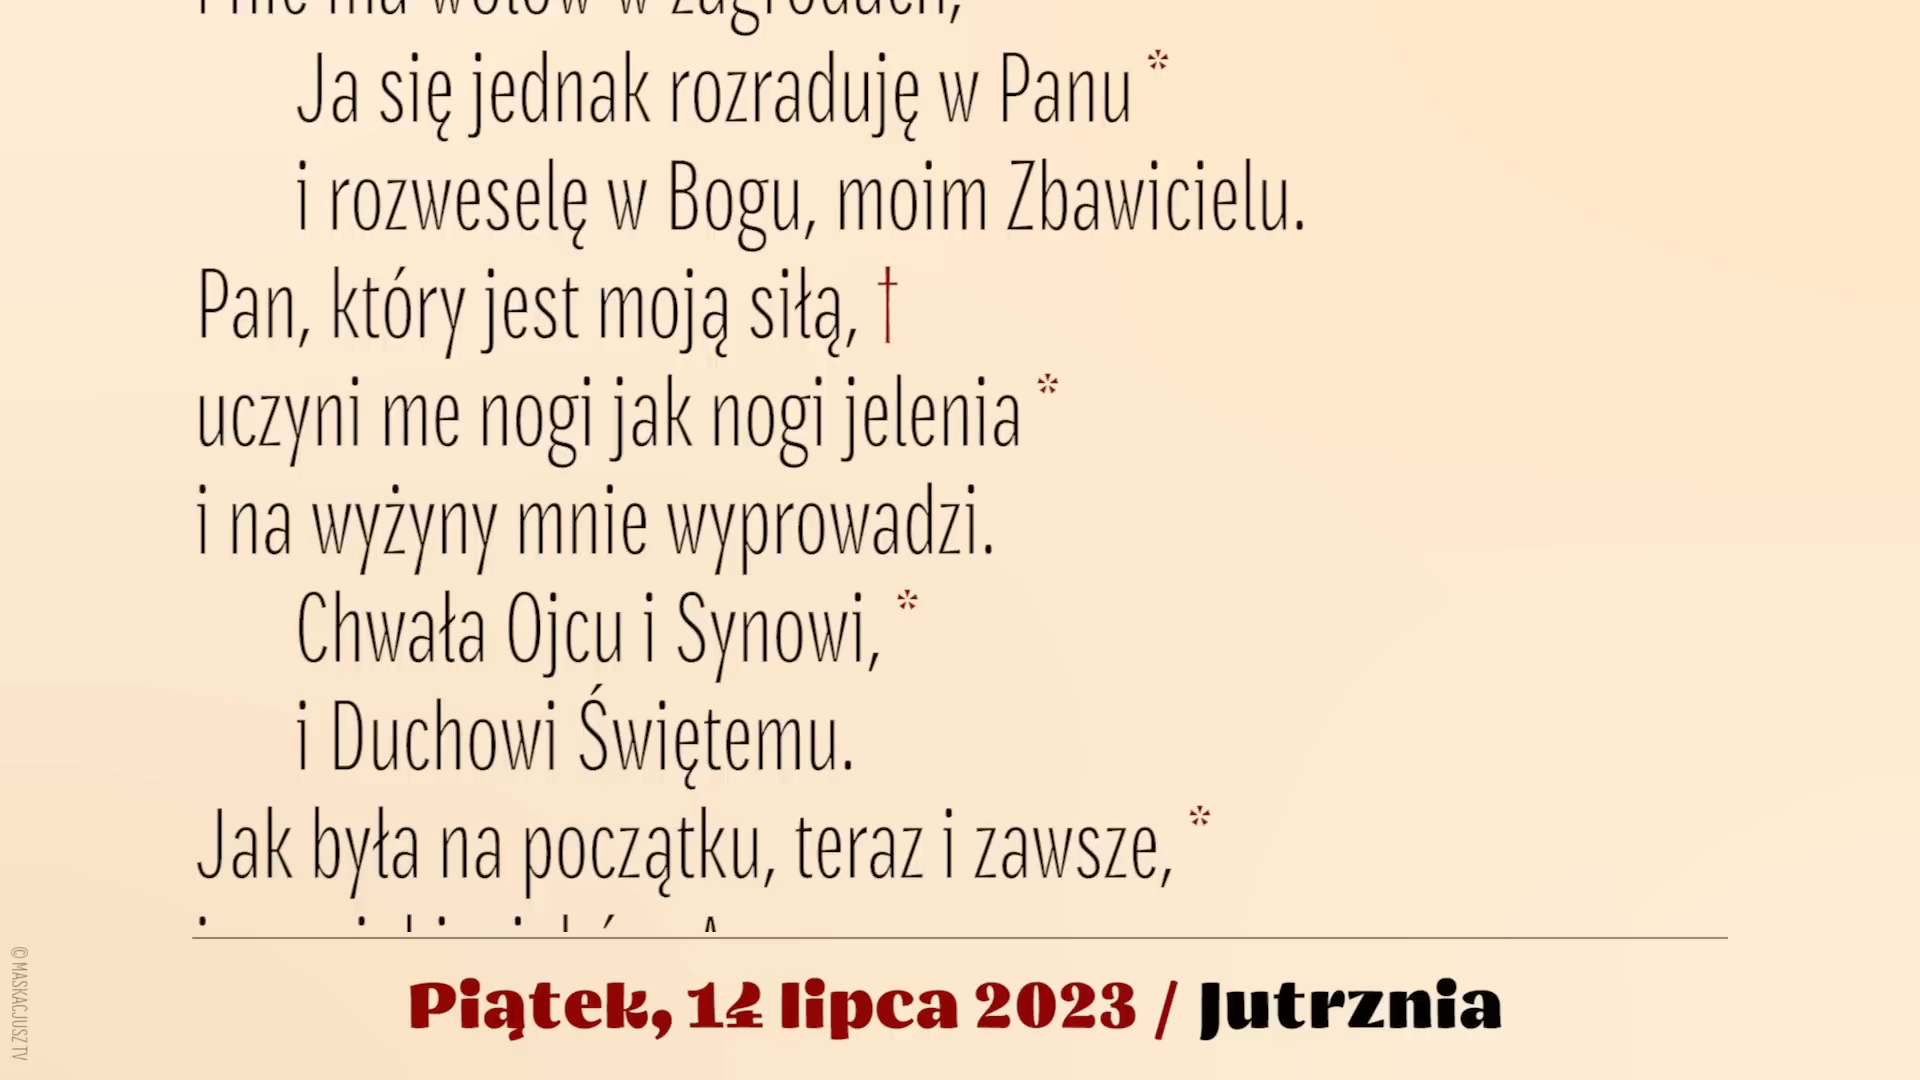 Ja się jednak rozraduję w Panu *
i rozweselę w Bogu, moim Zbawicielu.
Pan, który jest moją siłą, †
uczyni me nogi jak nogi jelenia *
i na wyżyny mnie wyprowadzi.
Chwała Ojcu i Synowi, *
i Duchowi Świętemu.
Jak była na początku, teraz i zawsze, *
Piątek, 14 lipca 2023 / Jutrznia
© MASKACJUSZ TV